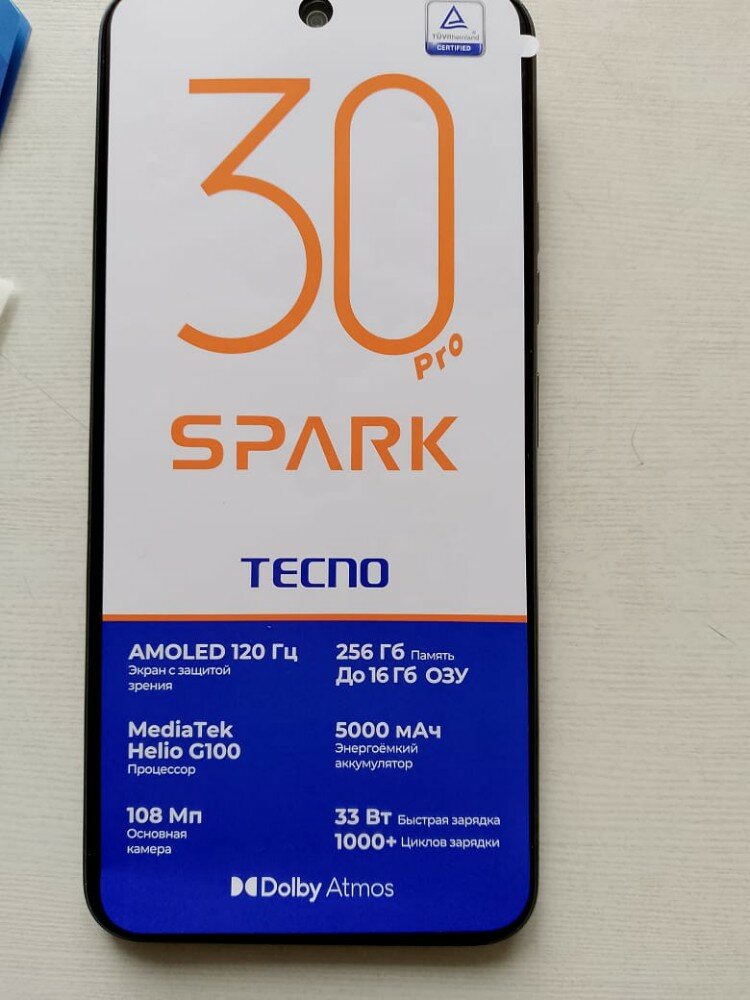 TÜVRheinland
CERTIFIED
30
Pro
SPARK
TECNO
AMOLED 120 Гц
Экран с защитой
зрения
256 Гб Память
До 16 Гб ОЗУ
MediaTek
Helio G100
Процессор
5000 мАч
Энергоёмкий
аккумулятор
108 Мп
Основная
камера
33 Вт Быстрая зарядка
1000+ Циклов зарядки
Dolby Atmos